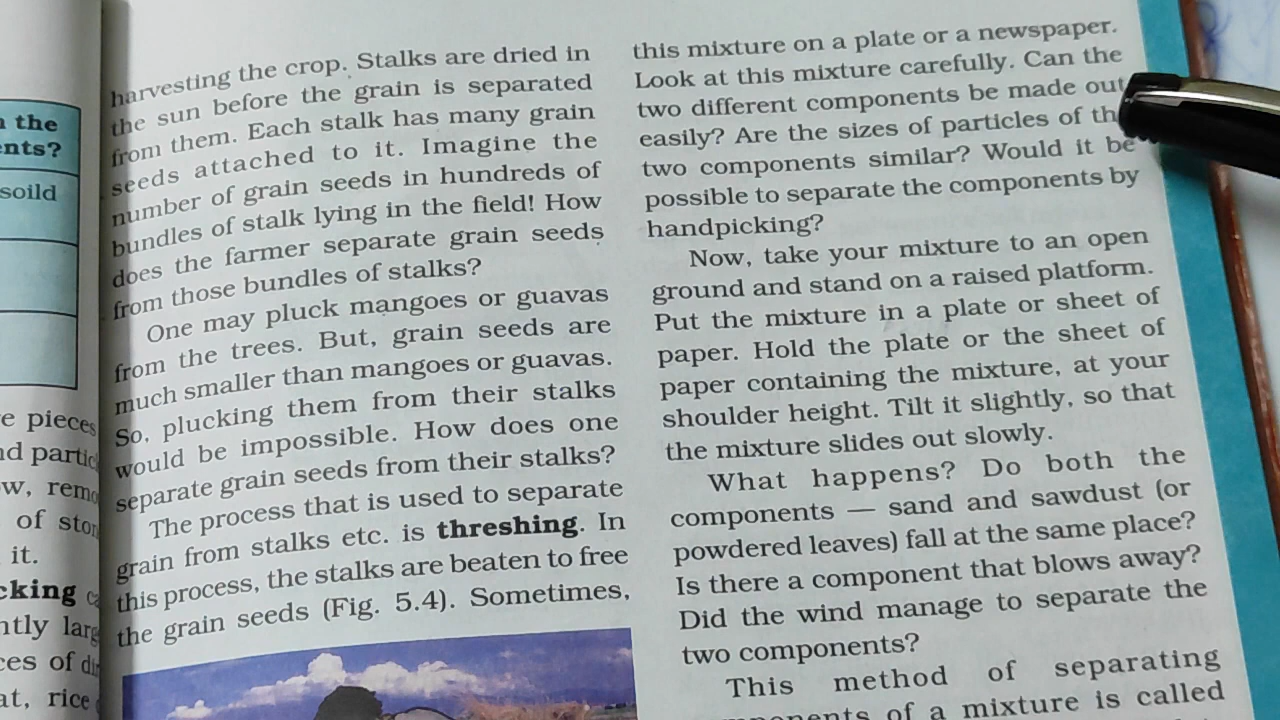 n the
ents?
soild
e pieces
nd partic
w, remo
of ston
it.
cking ca
ntly larg
ces of dir
at, rice
harvesting the crop. Stalks are dried in
the sun before the grain is separated
from them. Each stalk has many grain
seeds attached to it. Imagine the
number of grain seeds in hundreds of
bundles of stalk lying in the field! How
does the farmer separate grain seeds
from those bundles of stalks?
One may pluck mangoes or guavas
from the trees. But, grain seeds are
much smaller than mangoes or guavas.
So, plucking them from their stalks
would be impossible. How does one
separate grain seeds from their stalks?
The process that is used to separate
grain from stalks etc. is threshing. In
this process, the stalks are beaten to free
the grain seeds (Fig. 5.4). Sometimes,
this mixture on a plate or a newspaper.
Look at this mixture carefully. Can the
two different components be made out
easily? Are the sizes of particles of th
two components similar? Would it be
possible to separate the components by
handpicking?
Now, take your mixture to an open
ground and stand on a raised platform.
Put the mixture in a plate or sheet of
paper. Hold the plate or the sheet of
paper containing the mixture, at your
shoulder height. Tilt it slightly, so that
the mixture slides out slowly.
What happens? Do both the
components — sand and sawdust (or
powdered leaves) fall at the same place?
Is there a component that blows away?
Did the wind manage to separate the
two components?
This method of separating
of a mixture is called